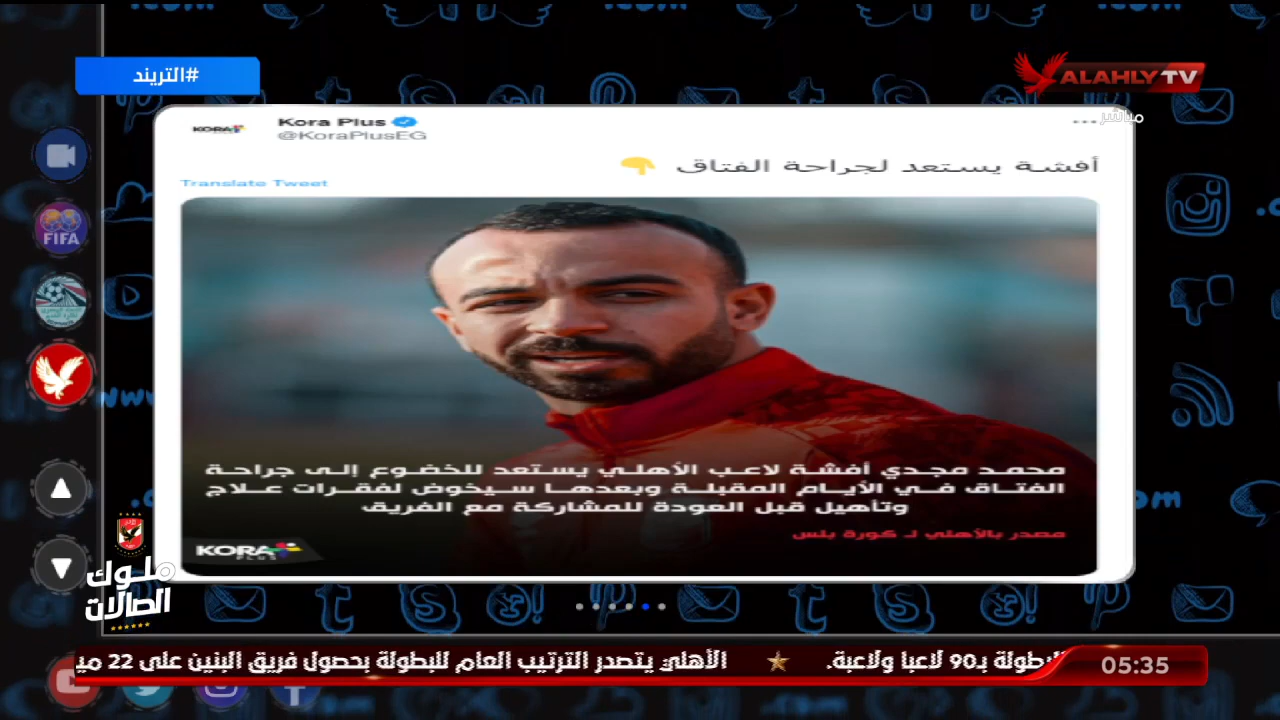 #التريند
ALAHLY TV
مباشر
KORA
Kora Plus
@KoraPlusEG
أفشة يستعد لجراحة الفتاق 👇
Translate Tweet
FIFA
محمد مجدي أفشة لاعب الأهلي يستعد للخضوع إلى جراحة
الفتاق في الأيام المقبلة وبعدها سيخوض لفقرات علاج
وتأهيل قبل العودة للمشاركة مع الفريق
مصدر بالأهلي لـ كورة بلس
KORA
PLUS
ملوك
الصالات
البطولة بـ90 لاعبا ولاعبة. ★ الأهلي يتصدر الترتيب العام للبطولة بحصول فريق البنين على 22 مي
05:35